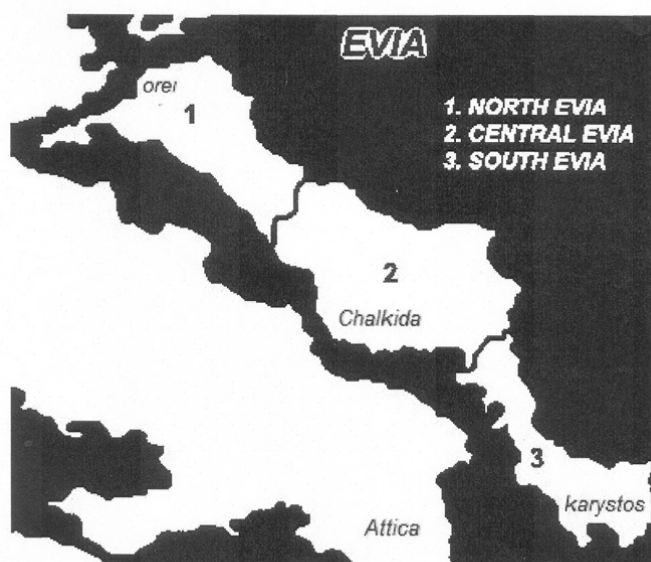 EVIA
orei
1
1. NORTH EVIA
2. CENTRAL EVIA
3. SOUTH EVIA
2
Chalkida
3
karystos
Attica